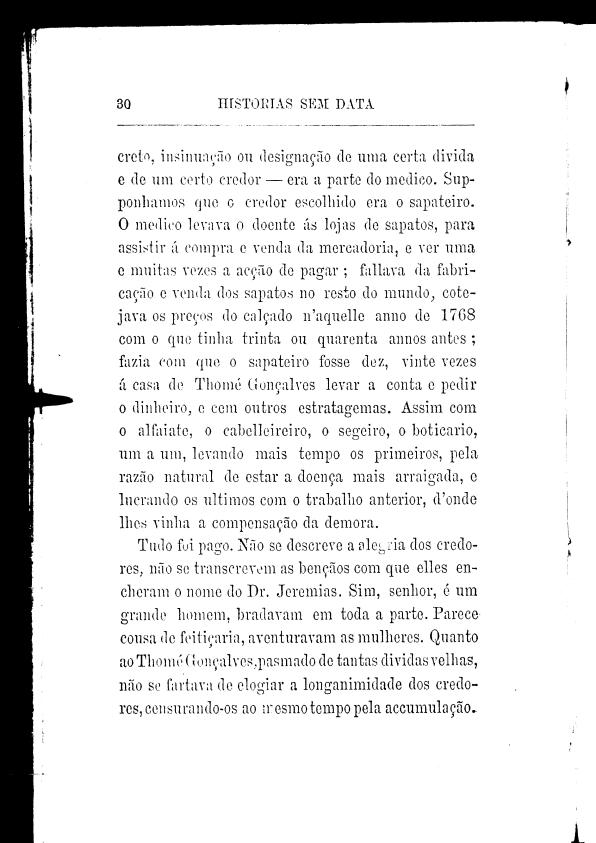 30 HISTORIAS SEM DATA
creto, insinuação ou designação de uma certa divida
e de um certo credor — era a parte do medico. Sup-
ponhamos que o credor escolhido era o sapateiro.
O medico levava o doente ás lojas de sapatos, para
assistir á compra e venda da mercadoria, e ver uma
e muitas vezes a acção de pagar ; fallava da fabri-
cação e venda dos sapatos no resto do mundo, cote-
java os preços do calçado n'aquelle anno de 1768
com o que tinha trinta ou quarenta annos antes ;
fazia com que o sapateiro fosse dez, vinte vezes
á casa de Thomé Gonçalves levar a conta e pedir
o dinheiro, e cem outros estratagemas. Assim com
o alfaiate, o cabelleireiro, o segeiro, o boticario,
um a um, levando mais tempo os primeiros, pela
razão natural de estar a doença mais arraigada, e
lucrando os ultimos com o trabalho anterior, d'onde
lhes vinha a compensação da demora.
Tudo foi pago. Não se descreve a alegria dos credo-
res, não se transcrevem as bençãos com que elles en-
cheram o nome do Dr. Jeremias. Sim, senhor, é um
grande homem, bradavam em toda a parte. Parece
cousa de feitiçaria, aventuravam as mulheres. Quanto
ao Thomé Gonçalves, pasmado de tantas dividas velhas,
não se fartava de elogiar a longanimidade dos credo-
res, censurando-os ao mesmo tempo pela accumulação.